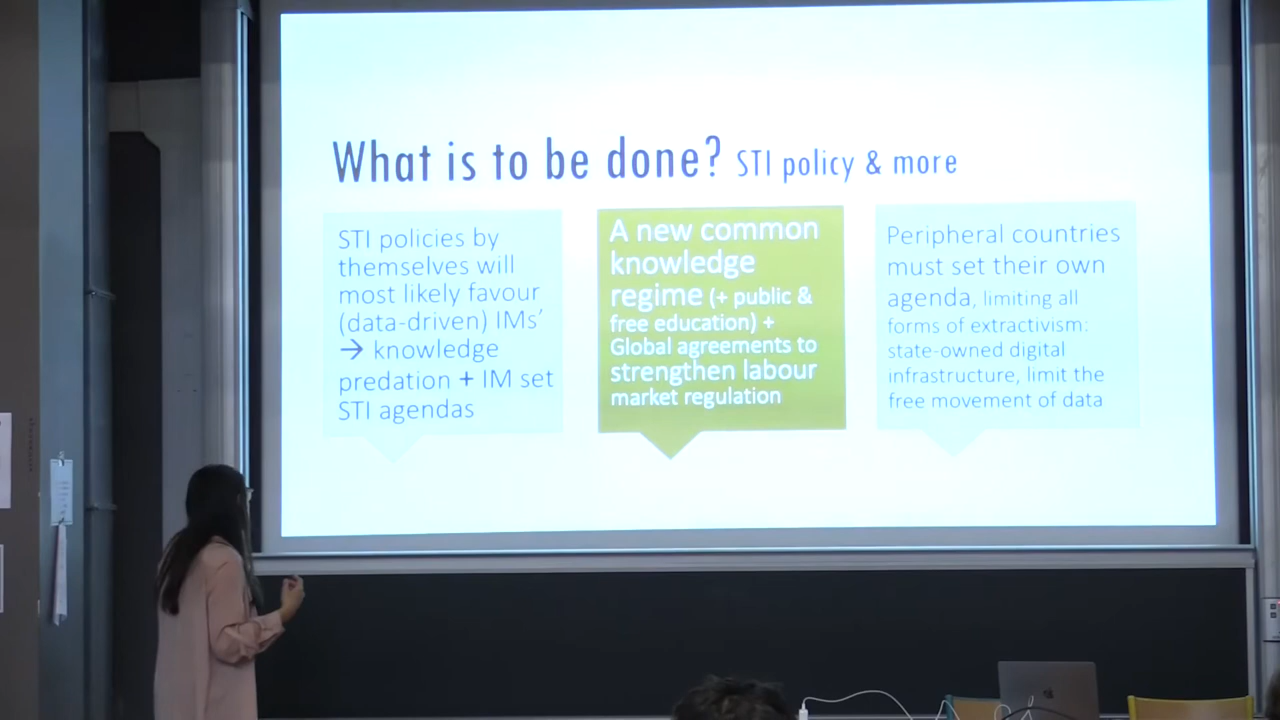 What is to be done? STI policy & more
STI policies by
themselves will
most likely favour
(data-driven) IMs'
→ knowledge
predation + IM set
STI agendas
A new common
knowledge
regime (+ public &
free education) +
Global agreements to
strengthen labour
market regulation
Peripheral countries
must set their own
agenda, limiting all
forms of extractivism:
state-owned digital
infrastructure, limit the
free movement of data